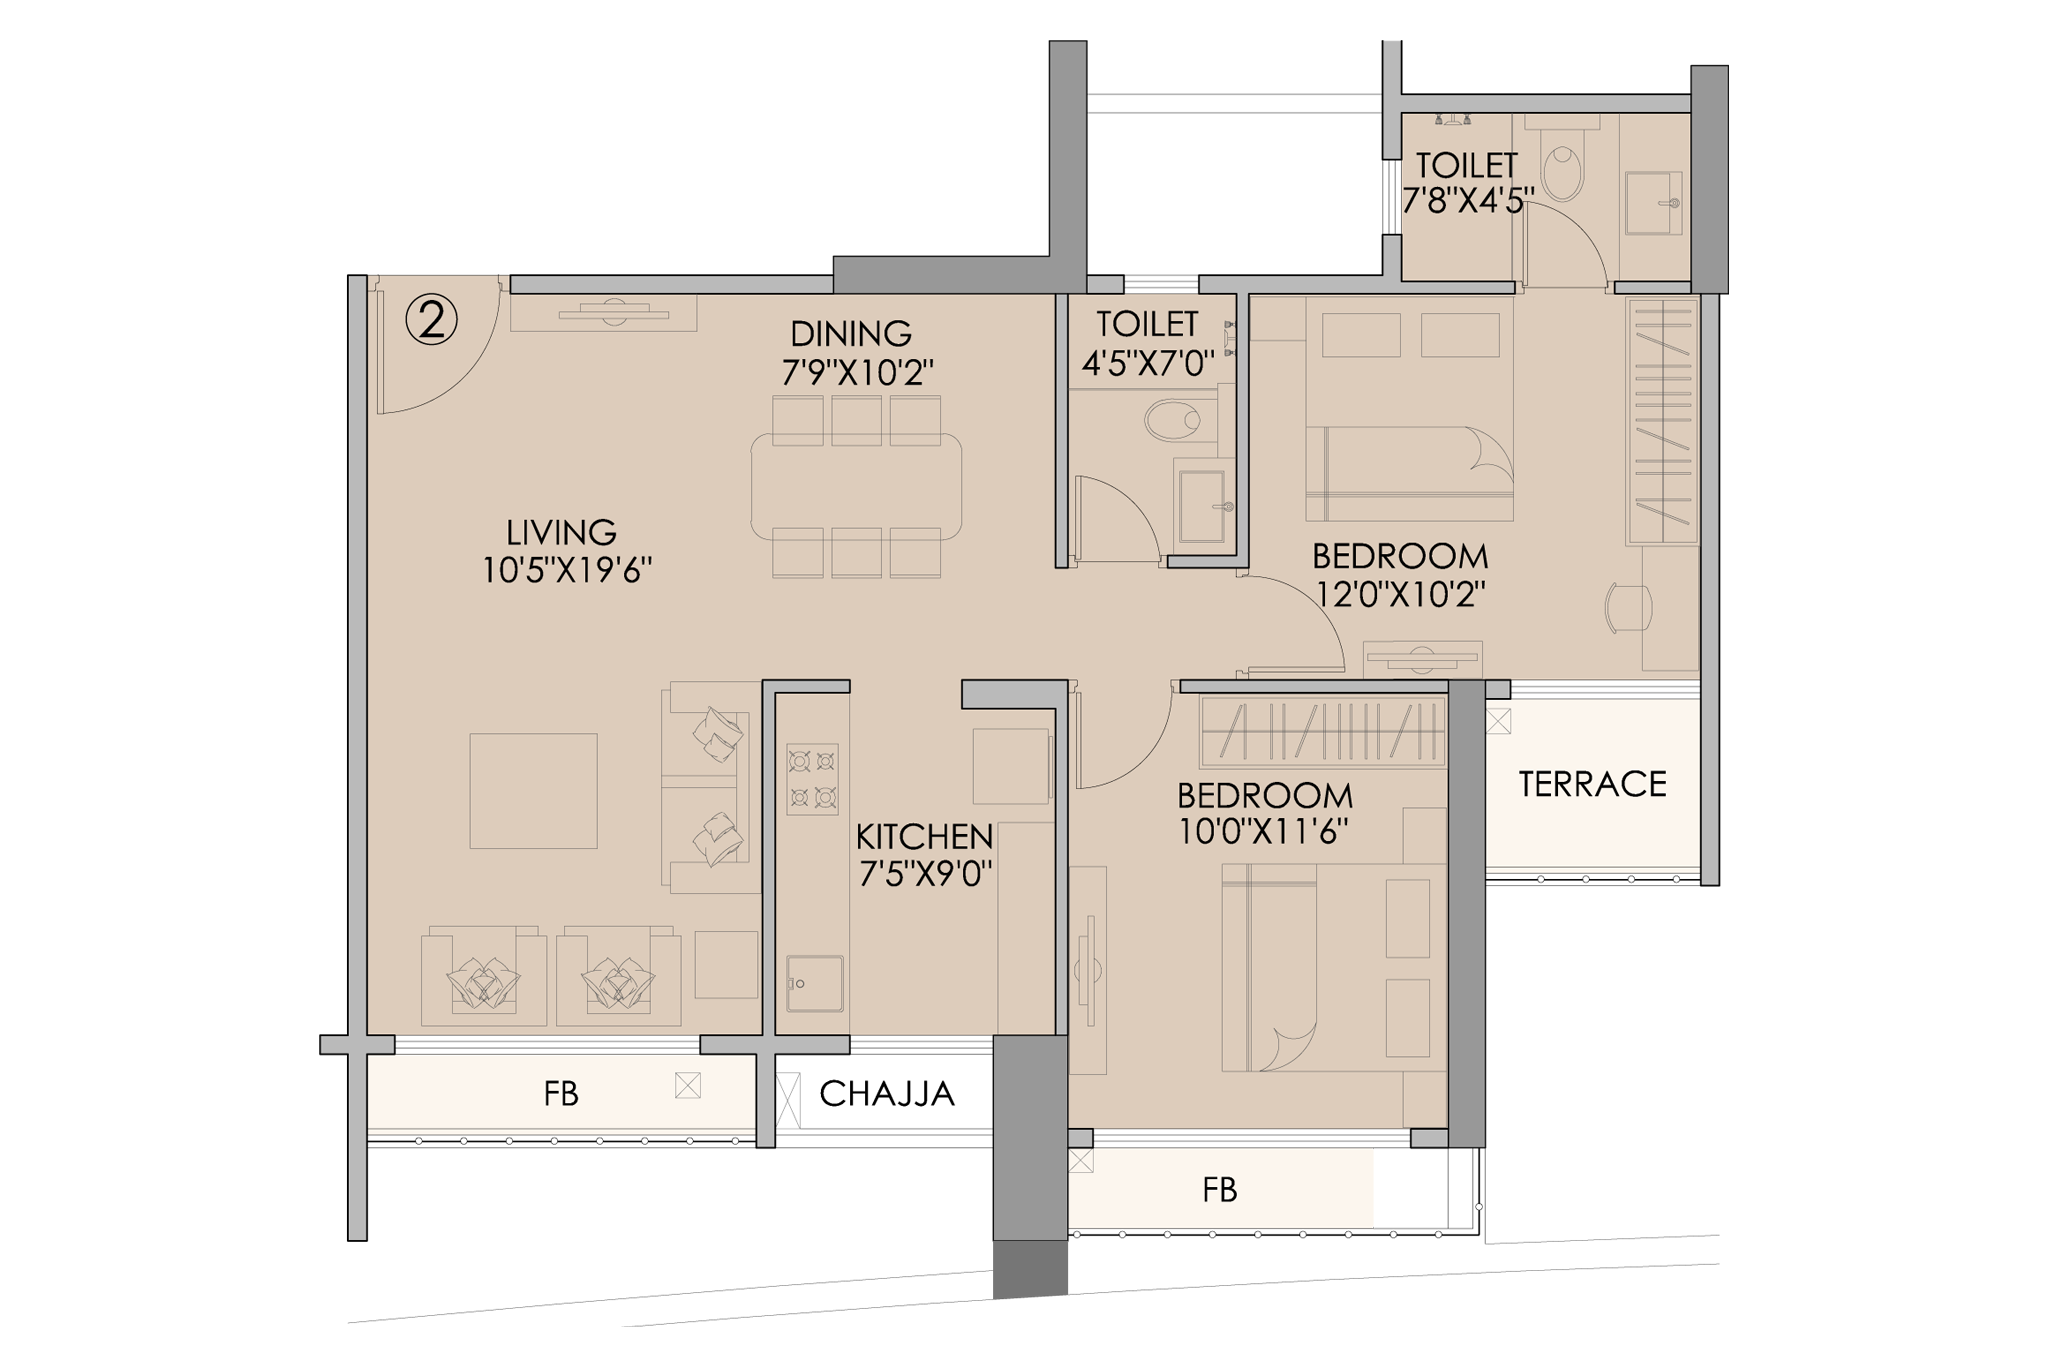 TOILET
7'8"X4'5"
2
DINING
7'9"X10'2"
TOILET
4'5"X7'0"
LIVING
10'5"X19'6"
BEDROOM
12'0"X10'2"
TERRACE
BEDROOM
10'0"X11'6"
KITCHEN
7'5"X9'0"
FB
CHAJJA
FB